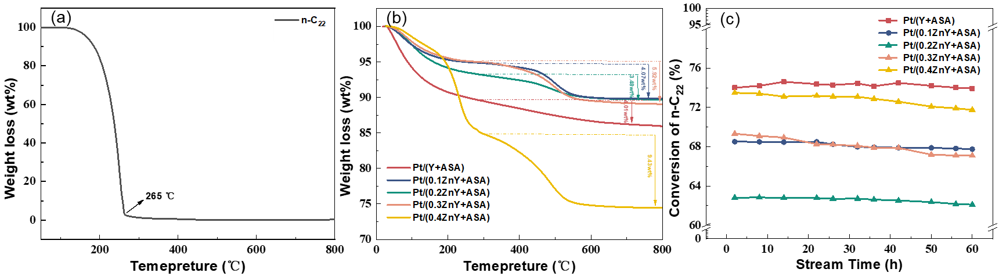 (a)
n-C22
100
80
60
40
20
0
265 ℃
200
400
600
800
Weight loss (wt%)
Temepreture (℃)
(b)
100
95
90
85
80
75
70
4.07wt%
5.92wt%
3.48wt%
9.43wt%
Pt/(Y+ASA)
Pt/(0.1ZnY+ASA)
Pt/(0.2ZnY+ASA)
Pt/(0.3ZnY+ASA)
Pt/(0.4ZnY+ASA)
0
200
400
600
800
Weight loss (wt%)
Temepreture (℃)
(c)
100
95
76
72
68
64
60
0
Pt/(Y+ASA)
Pt/(0.1ZnY+ASA)
Pt/(0.2ZnY+ASA)
Pt/(0.3ZnY+ASA)
Pt/(0.4ZnY+ASA)
0
10
20
30
40
50
60
Conversion of n-C22 (%)
Stream Time (h)